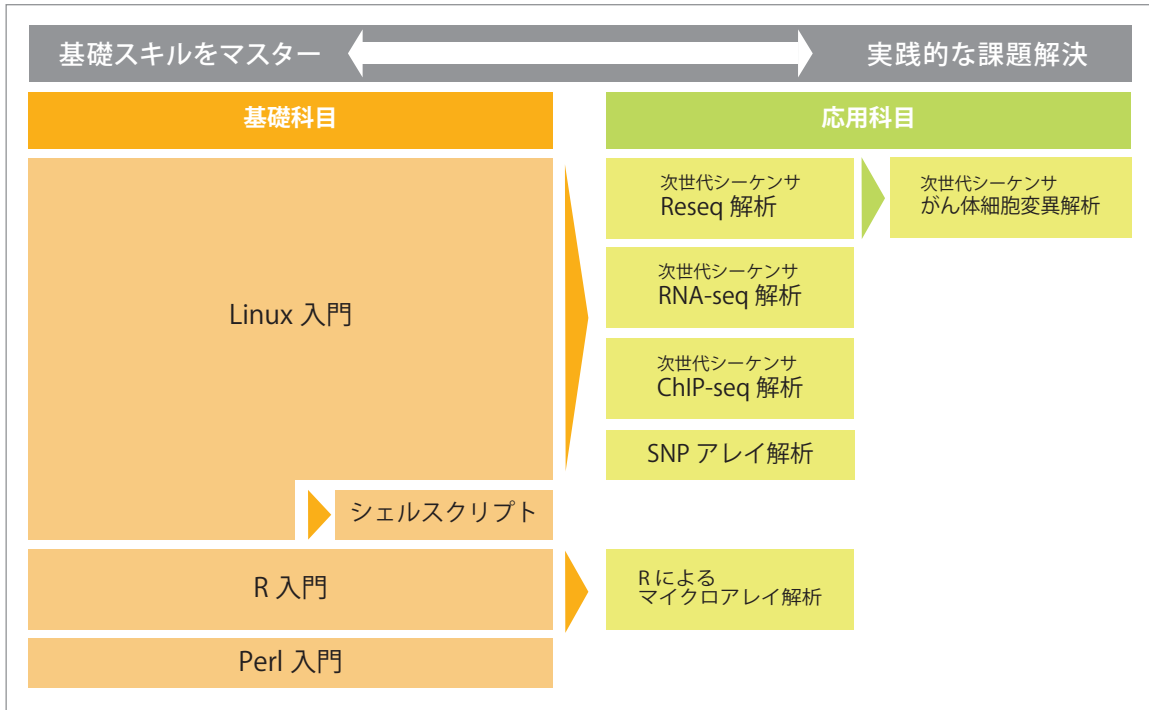 基礎スキルをマスター
実践的な課題解決
基礎科目
応用科目
Linux 入門
次世代シーケンサ
Reseq 解析
次世代シーケンサ
がん体細胞変異解析
次世代シーケンサ
RNA-seq 解析
次世代シーケンサ
ChIP-seq 解析
SNP アレイ解析
シェルスクリプト
R 入門
R による
マイクロアレイ解析
Perl 入門